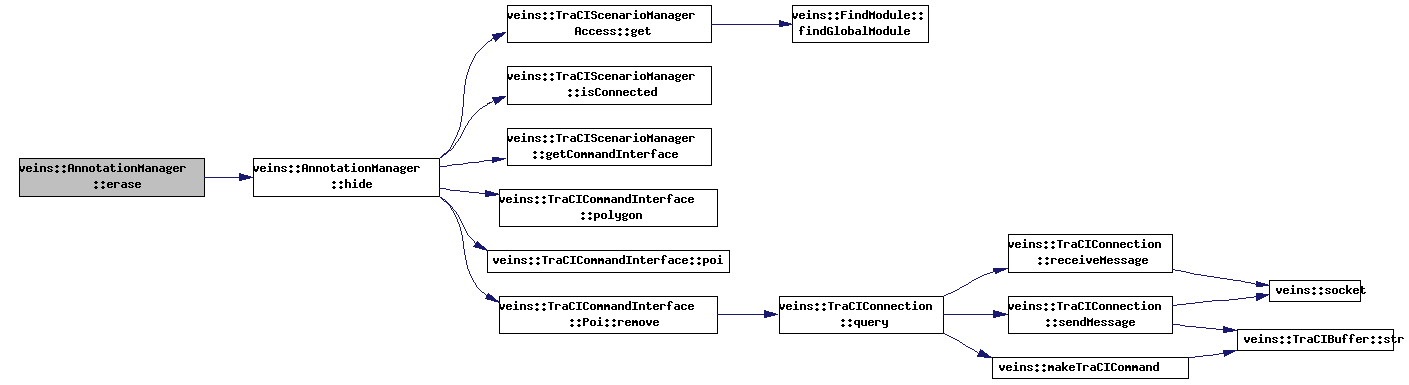 veins::TraCIScenarioManager
Access::get
veins::FindModule::
findGlobalModule
veins::TraCIScenarioManager
::isConnected
veins::TraCIScenarioManager
::getCommandInterface
veins::AnnotationManager
::erase
veins::AnnotationManager
::hide
veins::TraCICommandInterface
::polygon
veins::TraCICommandInterface::poi
veins::TraCICommandInterface
::Poi::remove
veins::TraCIConnection
::query
veins::TraCIConnection
::receiveMessage
veins::TraCIConnection
::sendMessage
veins::makeTraCICommand
veins::socket
veins::TraCIBuffer::str